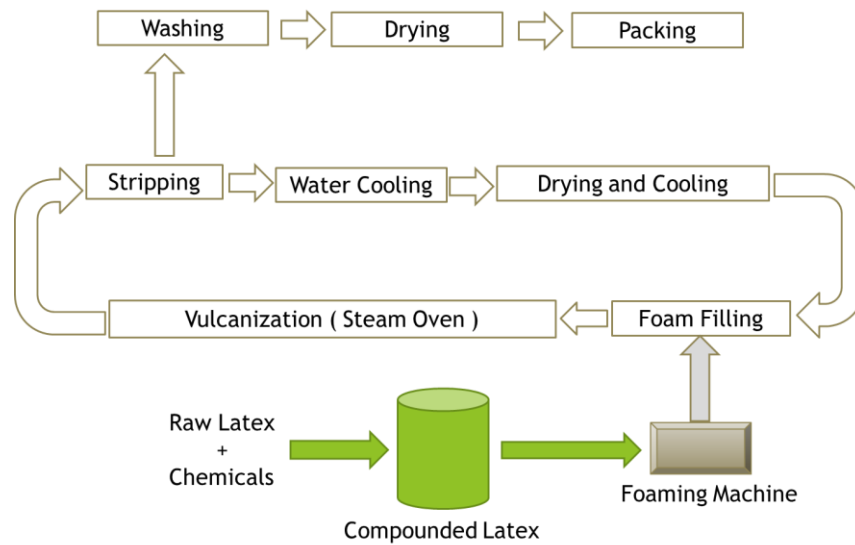 Washing
Drying
Packing
Stripping
Water Cooling
Drying and Cooling
Vulcanization ( Steam Oven )
Foam Filling
Raw Latex
+
Chemicals
Compounded Latex
Foaming Machine